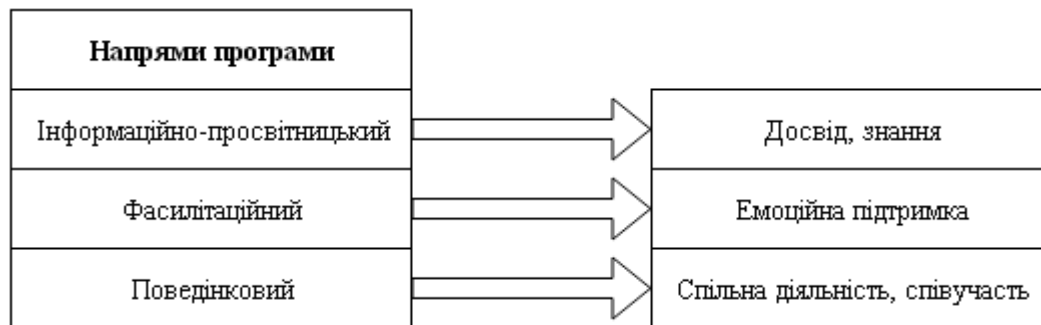 Напрями програми
Інформаційно-просвітницький
Досвід, знання
Фасилітаційний
Емоційна підтримка
Поведінковий
Спільна діяльність, співучасть